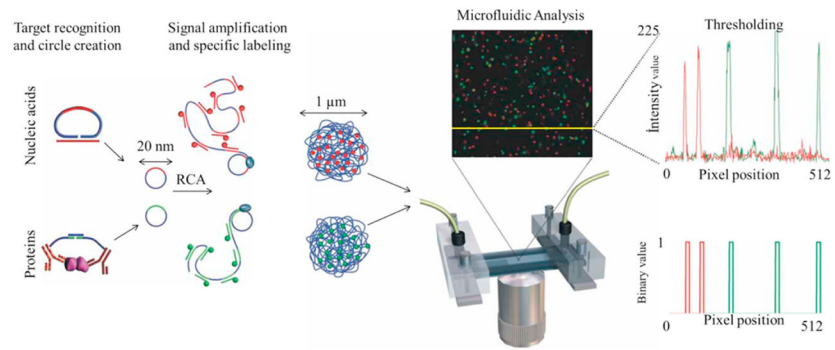 Target recognition
and circle creation
Signal amplification
and specific labeling
Microfluidic Analysis
Thresholding
Nucleic acids
Proteins
20 nm
RCA
1 µm
225
Intensity value
0
Pixel position
512
1
Binary value
0
Pixel position
512